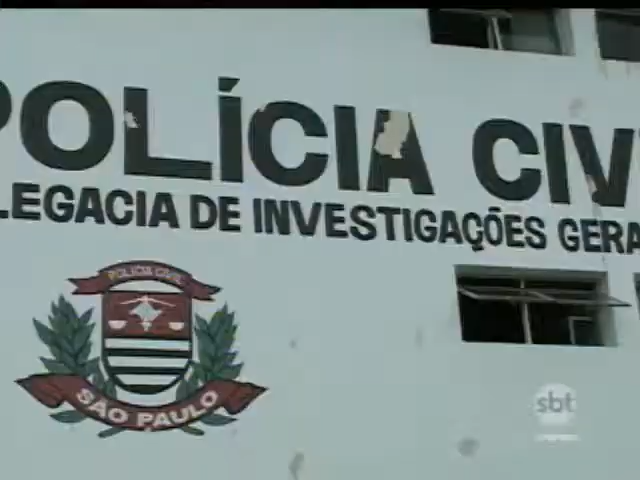 POLÍCIA CIVI
LEGACIA DE INVESTIGAÇÕES GERA
POLÍCIA CIVIL
SÃO PAULO
sbt